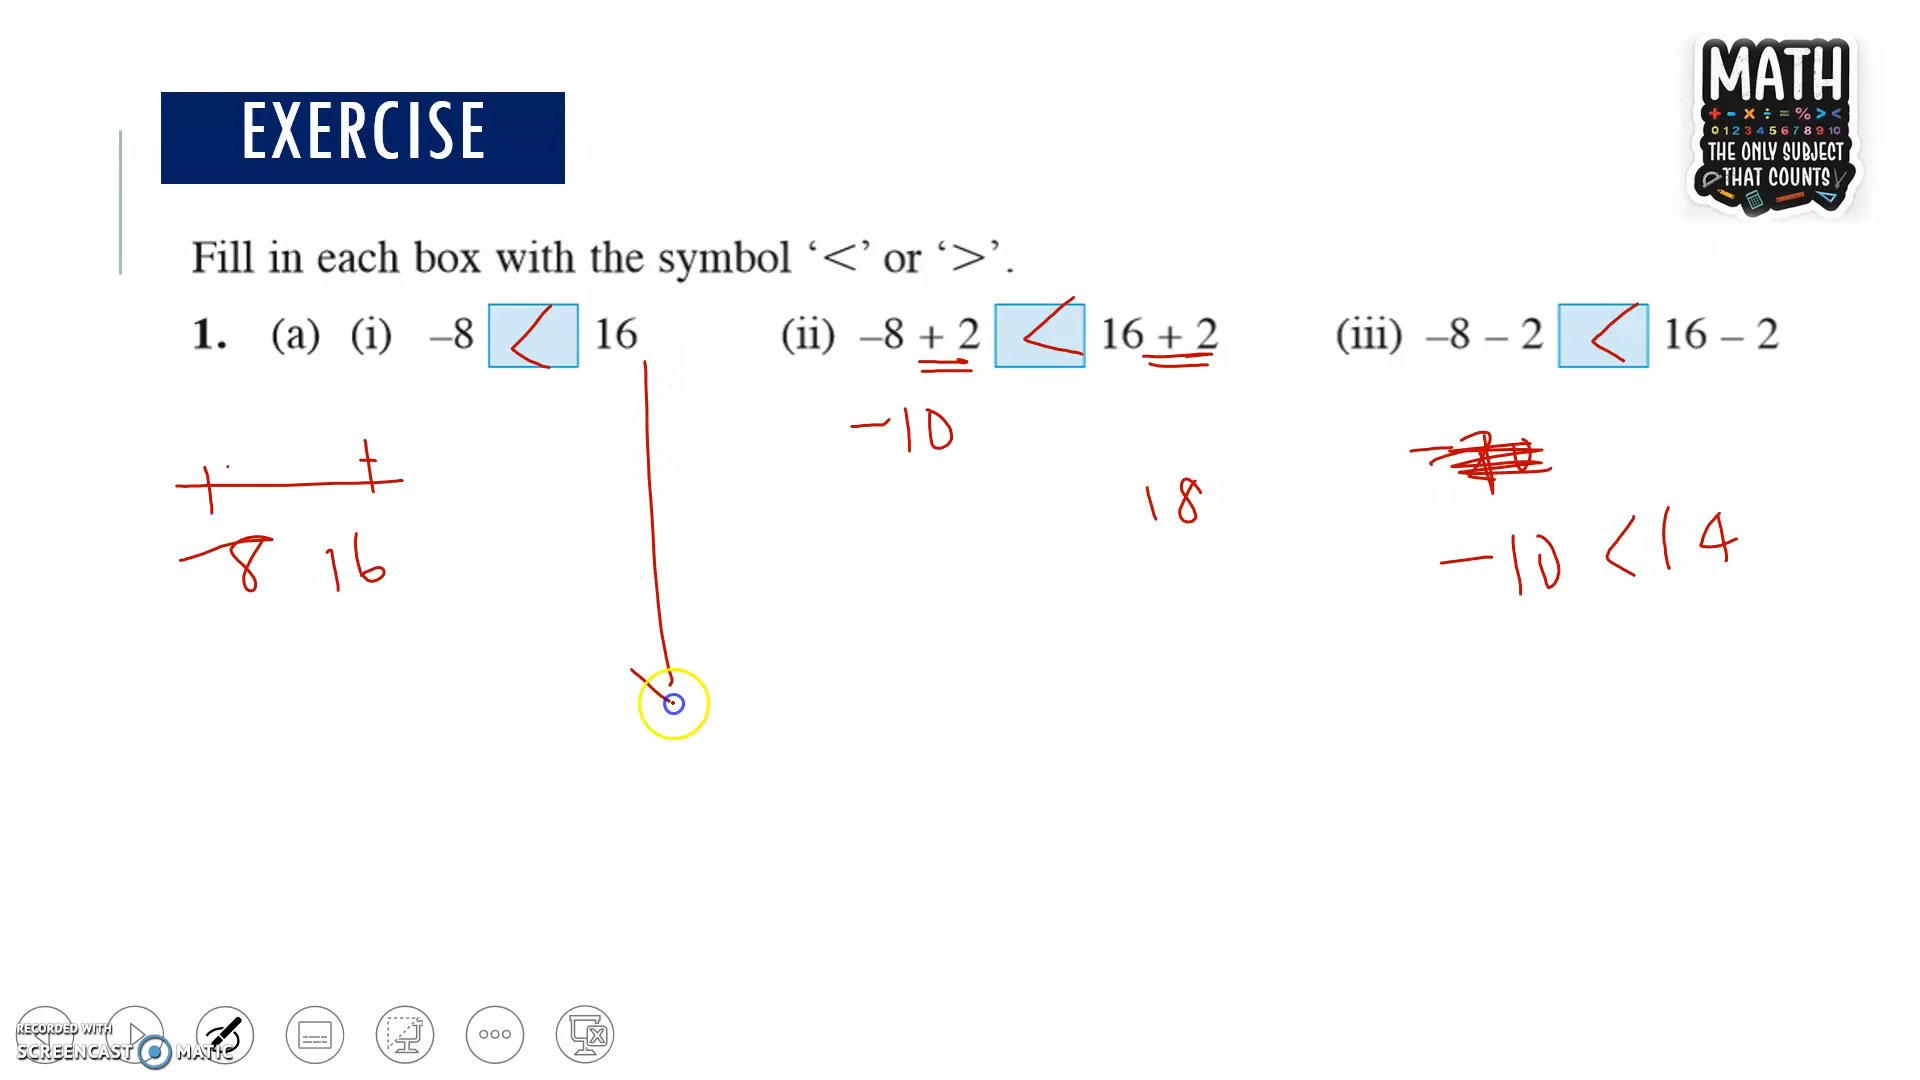 MATH
+ - × ÷ = % > <
0 1 2 3 4 5 6 7 8 9 10
THE ONLY SUBJECT
THAT COUNTS
EXERCISE
Fill in each box with the symbol ‘<’ or ‘>’.
1. (a) (i) –8 < 16 (ii) –8 + 2 < 16 + 2 (iii) –8 – 2 < 16 – 2
-10
18
-10 < 14
-8 16
RECORDED WITH
SCREENCAST MATIC